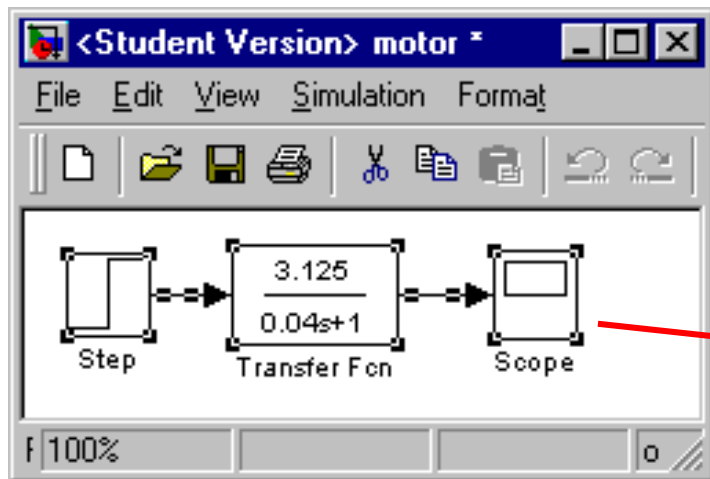 <Student Version> motor *
File Edit View Simulation Format
3.125
0.04s+1
Step
Transfer Fcn
Scope
100%
o